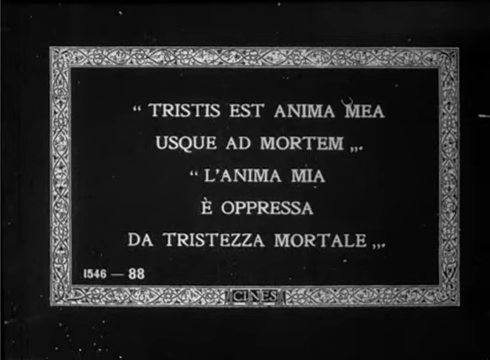 “ TRISTIS EST ANIMA MEA
USQUE AD MORTEM „.
“ L'ANIMA MIA
È OPPRESSA
DA TRISTEZZA MORTALE „.
1546 — 88
CINES